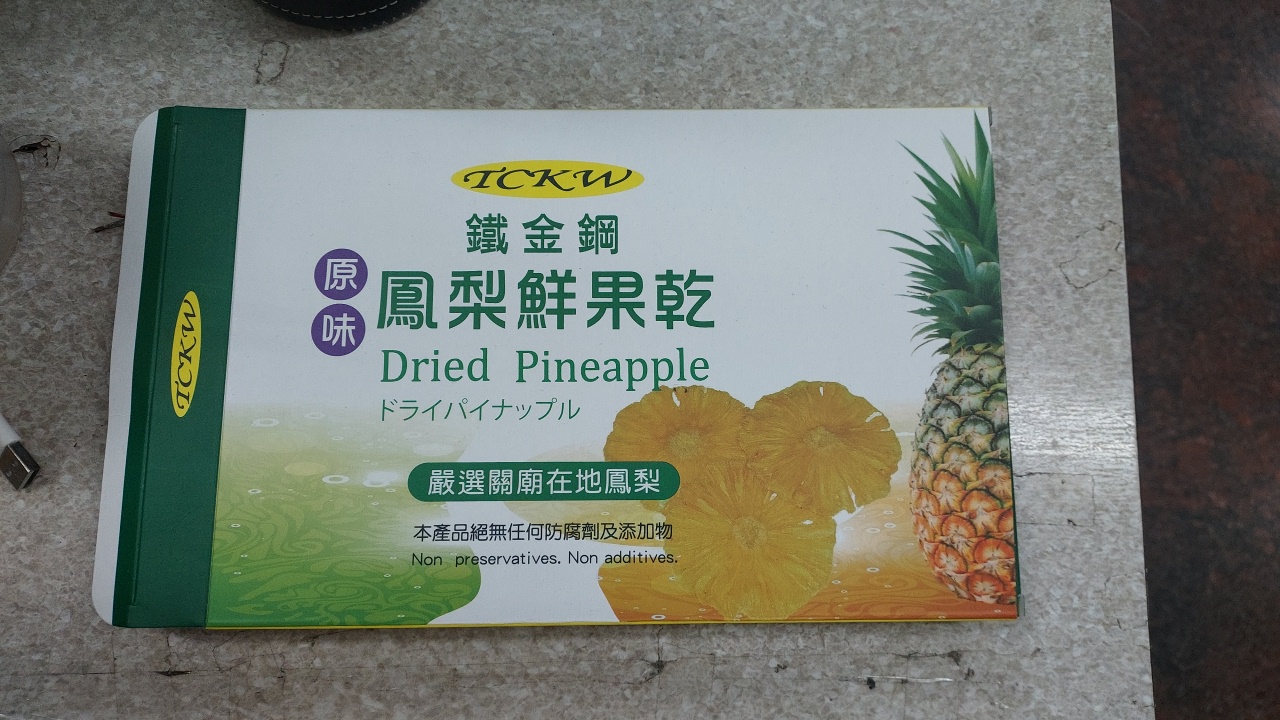 TCKW
鐵金鋼
原味
鳳梨鮮果乾
Dried Pineapple
ドライパイナップル
嚴選關廟在地鳳梨
本產品絕無任何防腐劑及添加物
Non preservatives. Non additives.
TCKW